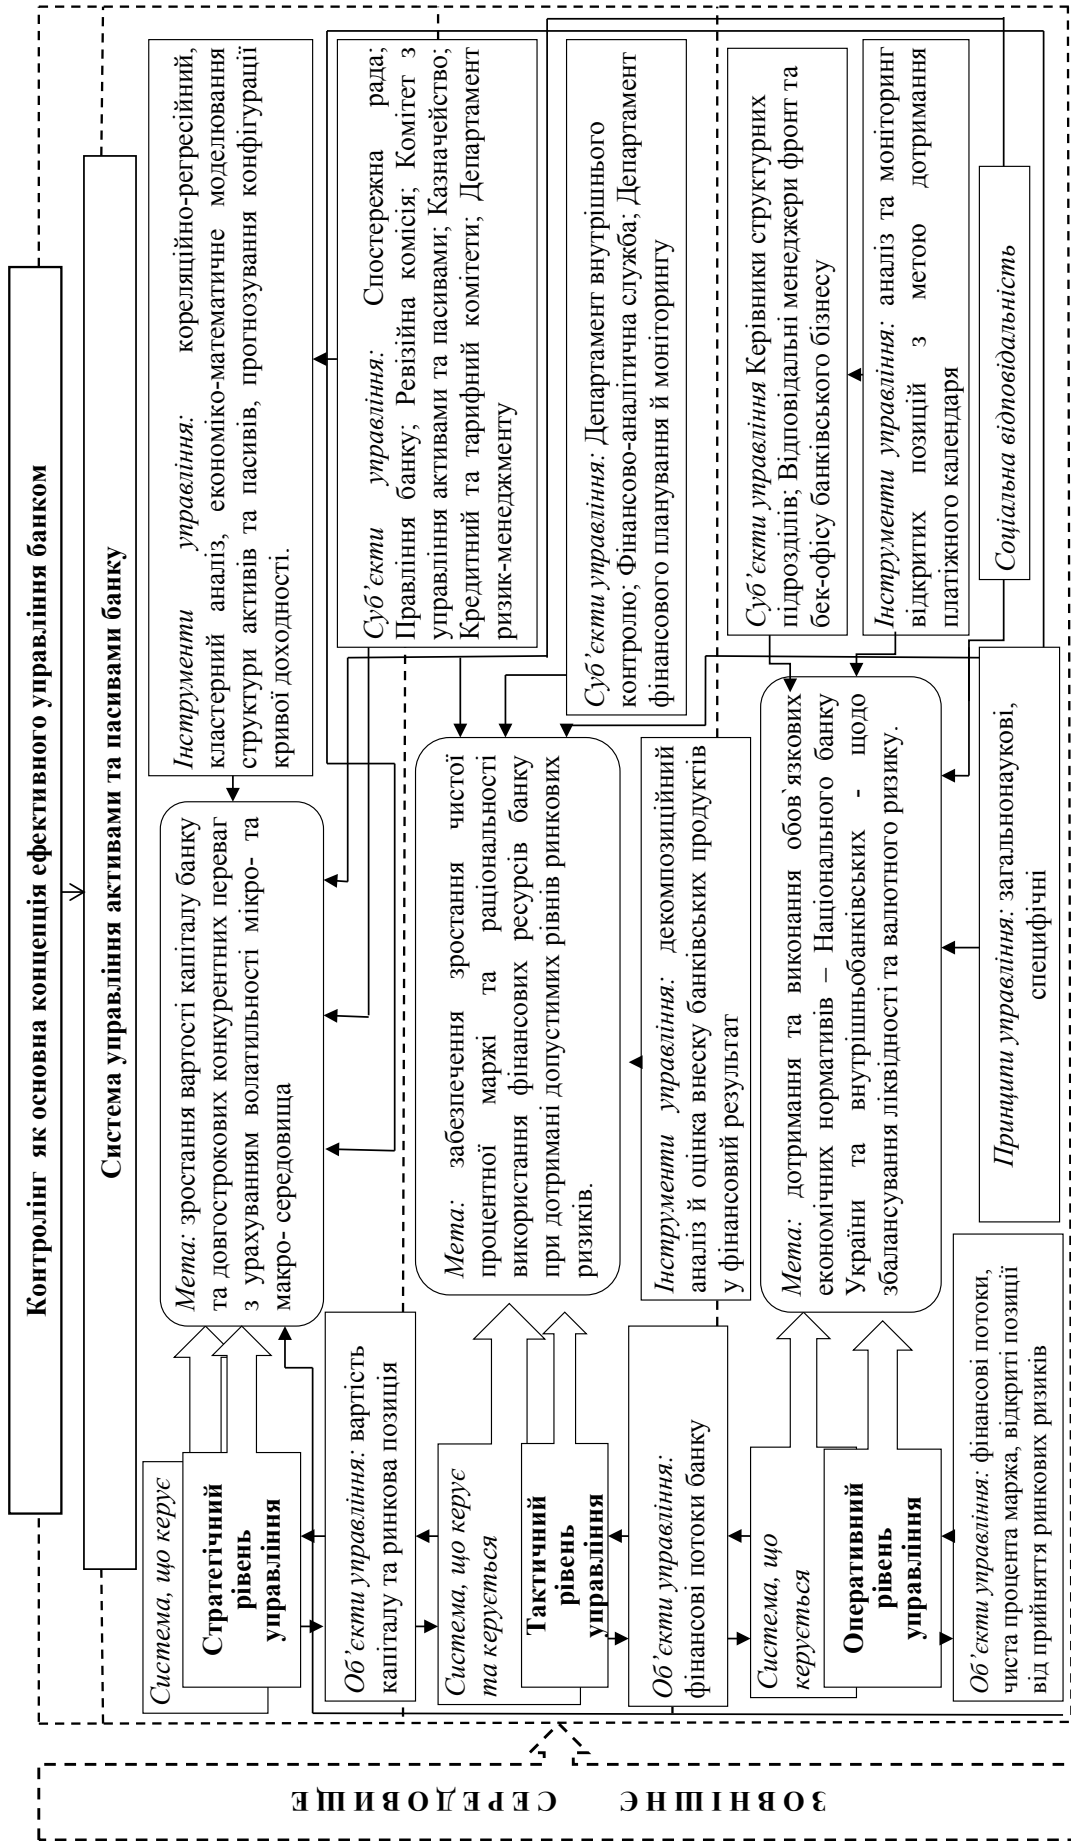 Контролінг як основна концепція ефективного управління банком
Система управління активами та пасивами банку
ЗОВНІШНЄ СЕРЕДОВИЩЕ
Система, що керує
Стратегічний
рівень
управління
Мета: зростання вартості капіталу банку
та довгострокових конкурентних переваг
з урахуванням волатильності мікро- та
макро- середовища
Інструменти управління: кореляційно-регресійний,
кластерний аналіз, економіко-математичне моделювання
структури активів та пасивів, прогнозування конфігурації
кривої доходності.
Об’єкти управління: вартість
капіталу та ринкова позиція
Суб’єкти управління: Спостережна рада;
Правління банку; Ревізійна комісія; Комітет з
управління активами та пасивами; Казначейство;
Кредитний та тарифний комітети; Департамент
ризик-менеджменту
Система, що керує
та керується
Тактичний
рівень
управління
Мета: забезпечення зростання чистої
процентної маржі та раціональності
використання фінансових ресурсів банку
при дотримані допустимих рівнів ринкових
ризиків.
Суб’єкти управління: Департамент внутрішнього
контролю; Фінансово-аналітична служба; Департамент
фінансового планування й моніторингу
Об’єкти управління:
фінансові потоки банку
Інструменти управління: декомпозиційний
аналіз й оцінка внеску банківських продуктів
у фінансовий результат
Система, що
керується
Оперативний
рівень
управління
Мета: дотримання та виконання обов`язкових
економічних нормативів – Національного банку
України та внутрішньобанківських - щодо
збалансування ліквідності та валютного ризику.
Суб’єкти управління Керівники структурних
підрозділів; Відповідальні менеджери фронт та
бек-офісу банківського бізнесу
Інструменти управління: аналіз та моніторинг
відкритих позицій з метою дотримання
платіжного календаря
Об’єкти управління: фінансові потоки,
чиста процента маржа, відкриті позиції
від прийняття ринкових ризиків
Принципи управління: загальнонаукові,
специфічні
Соціальна відповідальність